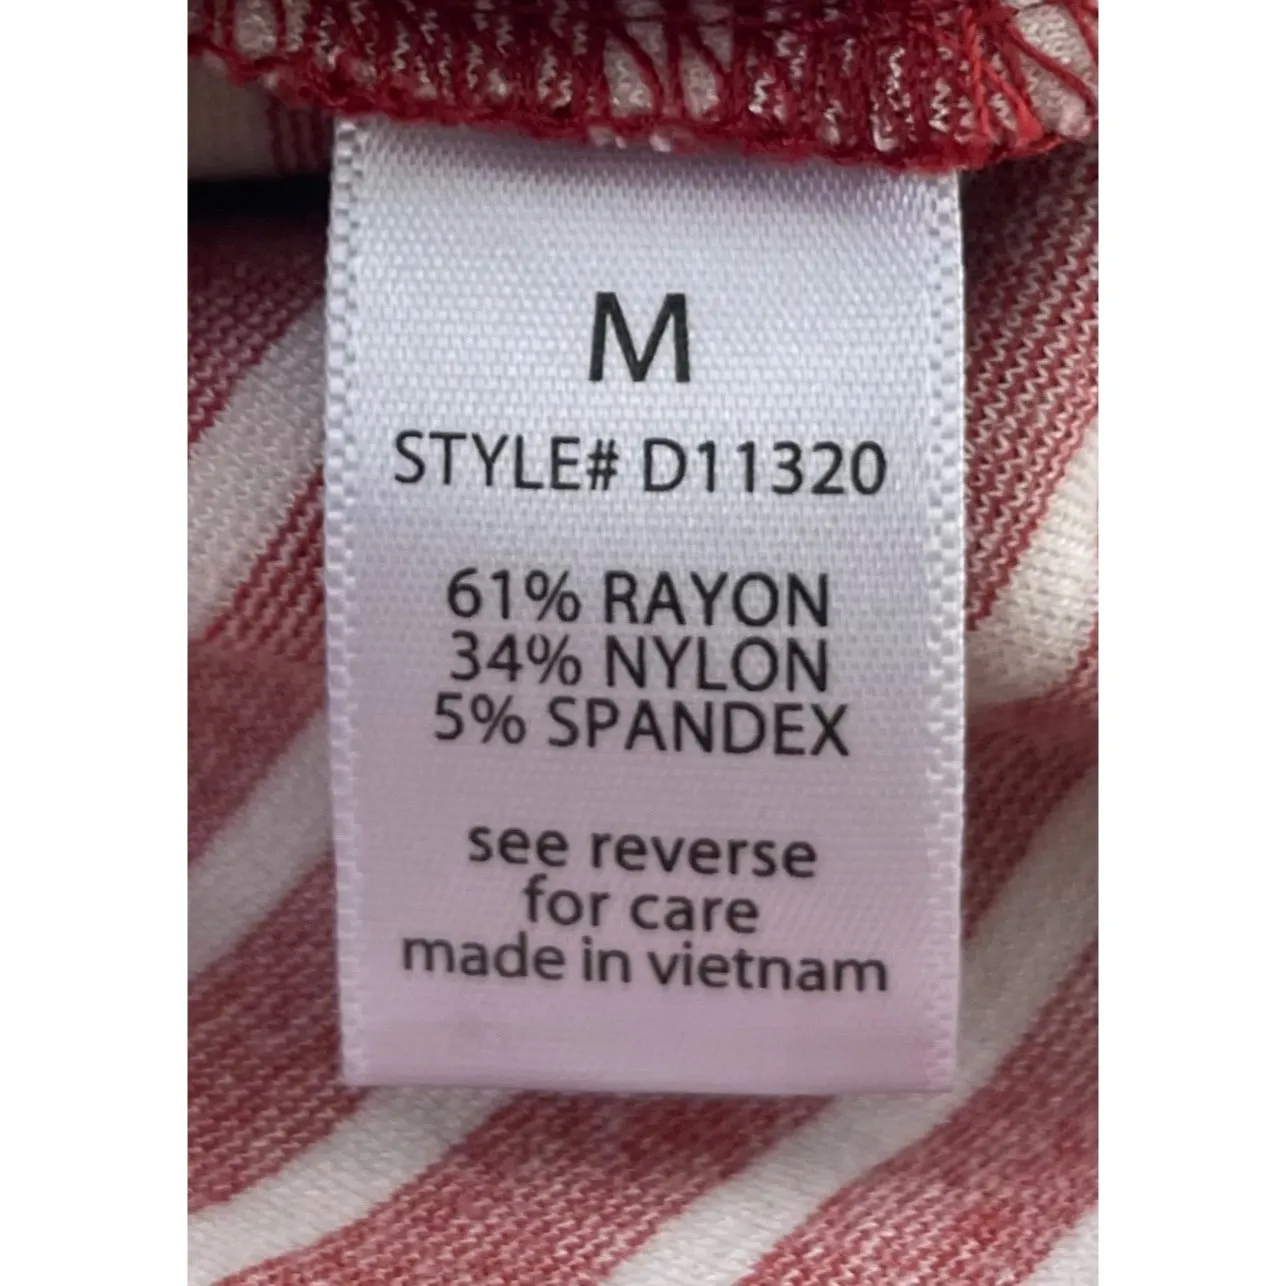 M
STYLE# D11320
61% RAYON
34% NYLON
5% SPANDEX
see reverse
for care
made in vietnam